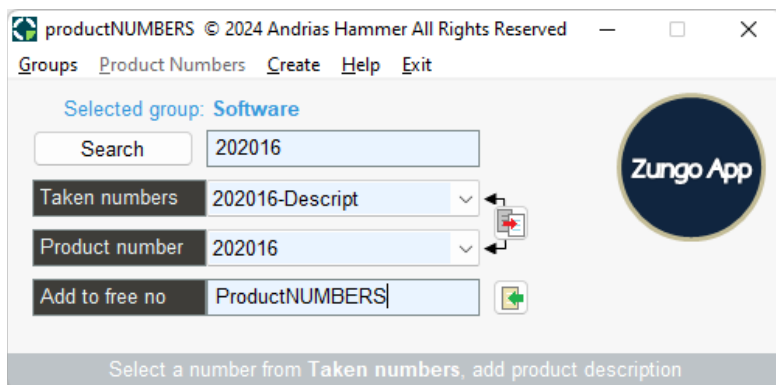 productNUMBERS © 2024 Andrias Hammer All Rights Reserved
Groups Product Numbers Create Help Exit
Selected group: Software
Search 202016
Zungo App
Taken numbers 202016-Descript
Product number 202016
Add to free no ProductNUMBERS
Select a number from Taken numbers, add product description